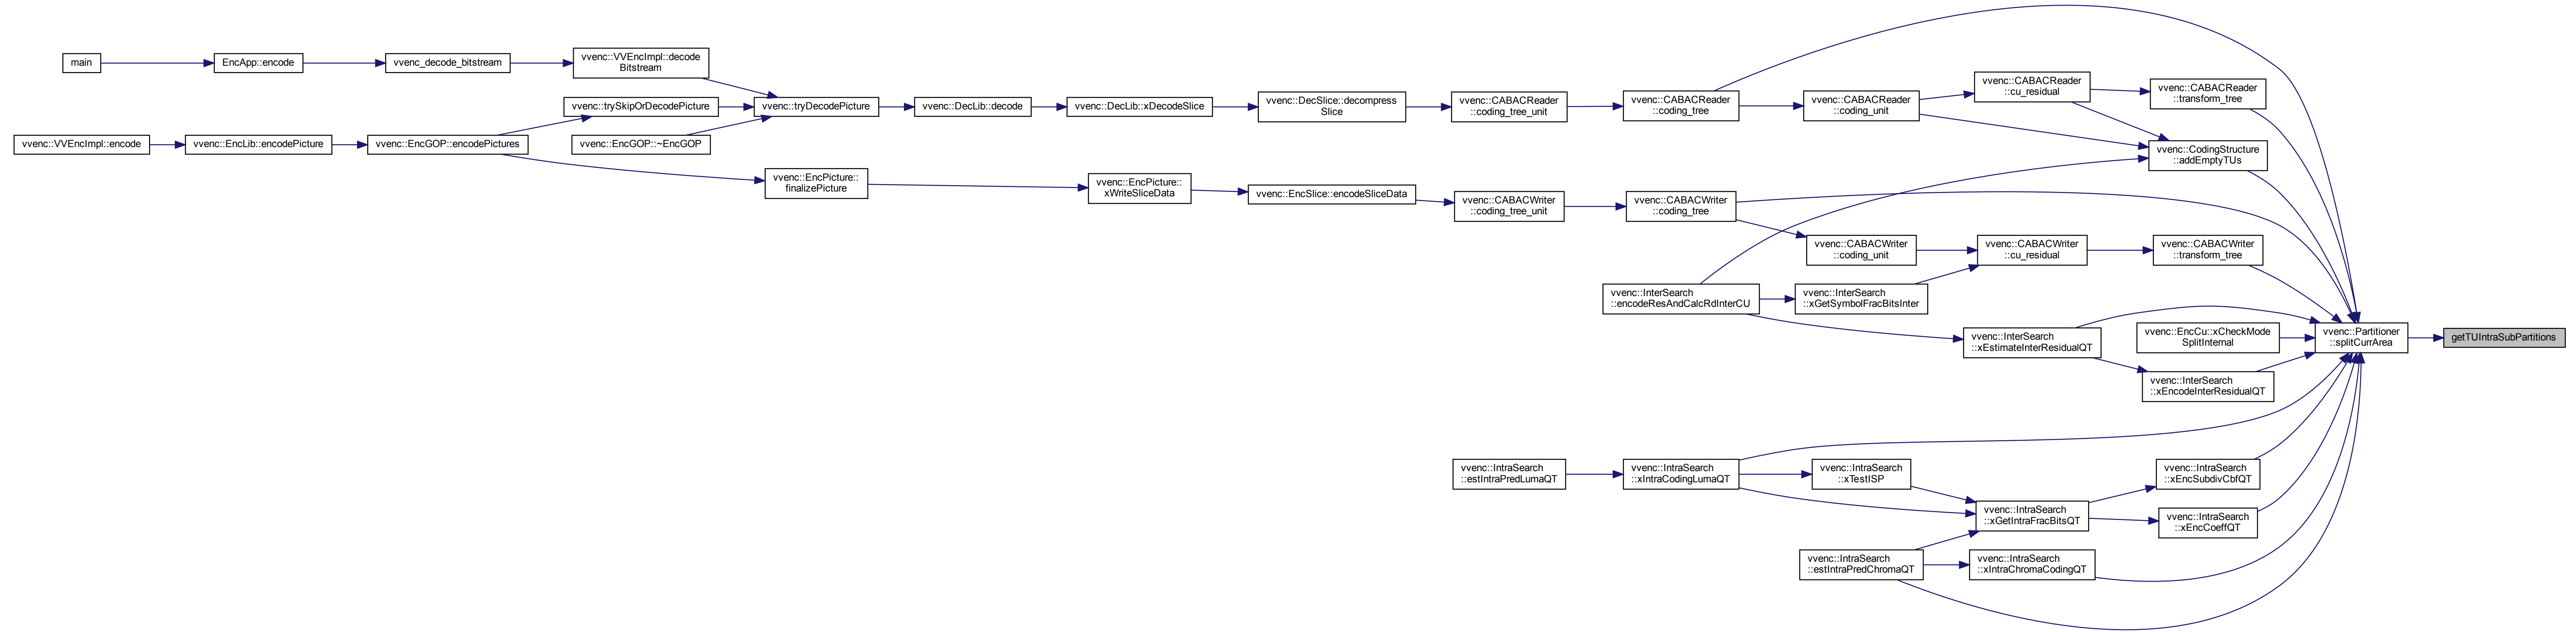 main
EncApp::encode
vvenc_decode_bitstream
vvenc::VVEncImpl::decode
Bitstream
vvenc::trySkipOrDecodePicture
vvenc::tryDecodePicture
vvenc::DecLib::decode
vvenc::DecLib::xDecodeSlice
vvenc::DecSlice::decompress
Slice
vvenc::CABACReader
::coding_tree_unit
vvenc::CABACReader
::coding_tree
vvenc::CABACReader
::coding_unit
vvenc::CABACReader
::cu_residual
vvenc::CABACReader
::transform_tree
vvenc::VVEncImpl::encode
vvenc::EncLib::encodePicture
vvenc::EncGOP::encodePictures
vvenc::EncGOP::~EncGOP
vvenc::CodingStructure
::addEmptyTUs
vvenc::EncPicture::
finalizePicture
vvenc::EncPicture::
xWriteSliceData
vvenc::EncSlice::encodeSliceData
vvenc::CABACWriter
::coding_tree_unit
vvenc::CABACWriter
::coding_tree
vvenc::CABACWriter
::coding_unit
vvenc::CABACWriter
::cu_residual
vvenc::CABACWriter
::transform_tree
vvenc::InterSearch
::encodeResAndCalcRdInterCU
vvenc::InterSearch
::xGetSymbolFracBitsInter
vvenc::InterSearch
::xEstimateInterResidualQT
vvenc::EncCu::xCheckMode
SplitInternal
vvenc::Partitioner
::splitCurrArea
getTUIntraSubPartitions
vvenc::InterSearch
::xEncodeInterResidualQT
vvenc::IntraSearch
::estIntraPredLumaQT
vvenc::IntraSearch
::xIntraCodingLumaQT
vvenc::IntraSearch
::xTestISP
vvenc::IntraSearch
::xEncSubdivCbfQT
vvenc::IntraSearch
::xGetIntraFracBitsQT
vvenc::IntraSearch
::xEncCoeffQT
vvenc::IntraSearch
::estIntraPredChromaQT
vvenc::IntraSearch
::xIntraChromaCodingQT